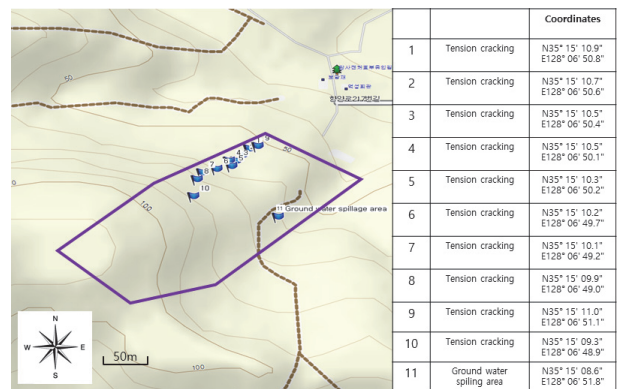 Coordinates
1 Tension cracking N35° 15' 10.9"
E128° 06' 50.8"
2 Tension cracking N35° 15' 10.7"
E128° 06' 50.6"
3 Tension cracking N35° 15' 10.5"
E128° 06' 50.4"
4 Tension cracking N35° 15' 10.5"
E128° 06' 50.1"
5 Tension cracking N35° 15' 10.3"
E128° 06' 50.2"
6 Tension cracking N35° 15' 10.2"
E128° 06' 49.7"
7 Tension cracking N35° 15' 10.1"
E128° 06' 49.2"
8 Tension cracking N35° 15' 09.9"
E128° 06' 49.0"
9 Tension cracking N35° 15' 11.0"
E128° 06' 51.1"
10 Tension cracking N35° 15' 09.3"
E128° 06' 48.9"
11 Ground water
spilling area
N35° 15' 08.6"
E128° 06' 51.8"
50
9
50
7
8
10
0
100
11 Ground water spillage area
N
W E
S
50m
100